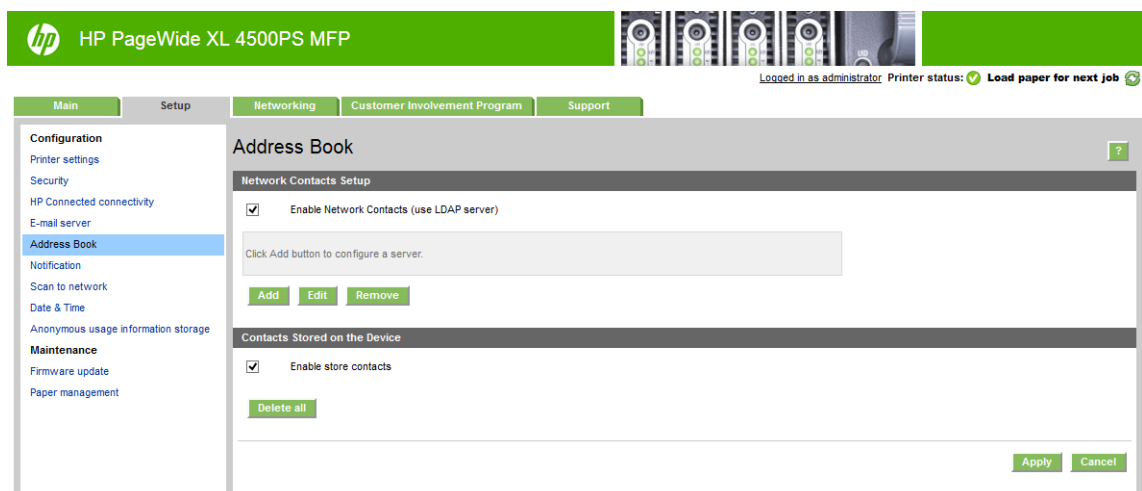 hp HP PageWide XL 4500PS MFP
Logged in as administrator Printer status: Load paper for next job
Main Setup Networking Customer Involvement Program Support
Configuration
Printer settings
Security
HP Connected connectivity
E-mail server
Address Book
Notification
Scan to network
Date & Time
Anonymous usage information storage
Maintenance
Firmware update
Paper management
Address Book
?
Network Contacts Setup
Enable Network Contacts (use LDAP server)
Click Add button to configure a server.
Add Edit Remove
Contacts Stored on the Device
Enable store contacts
Delete all
Apply Cancel